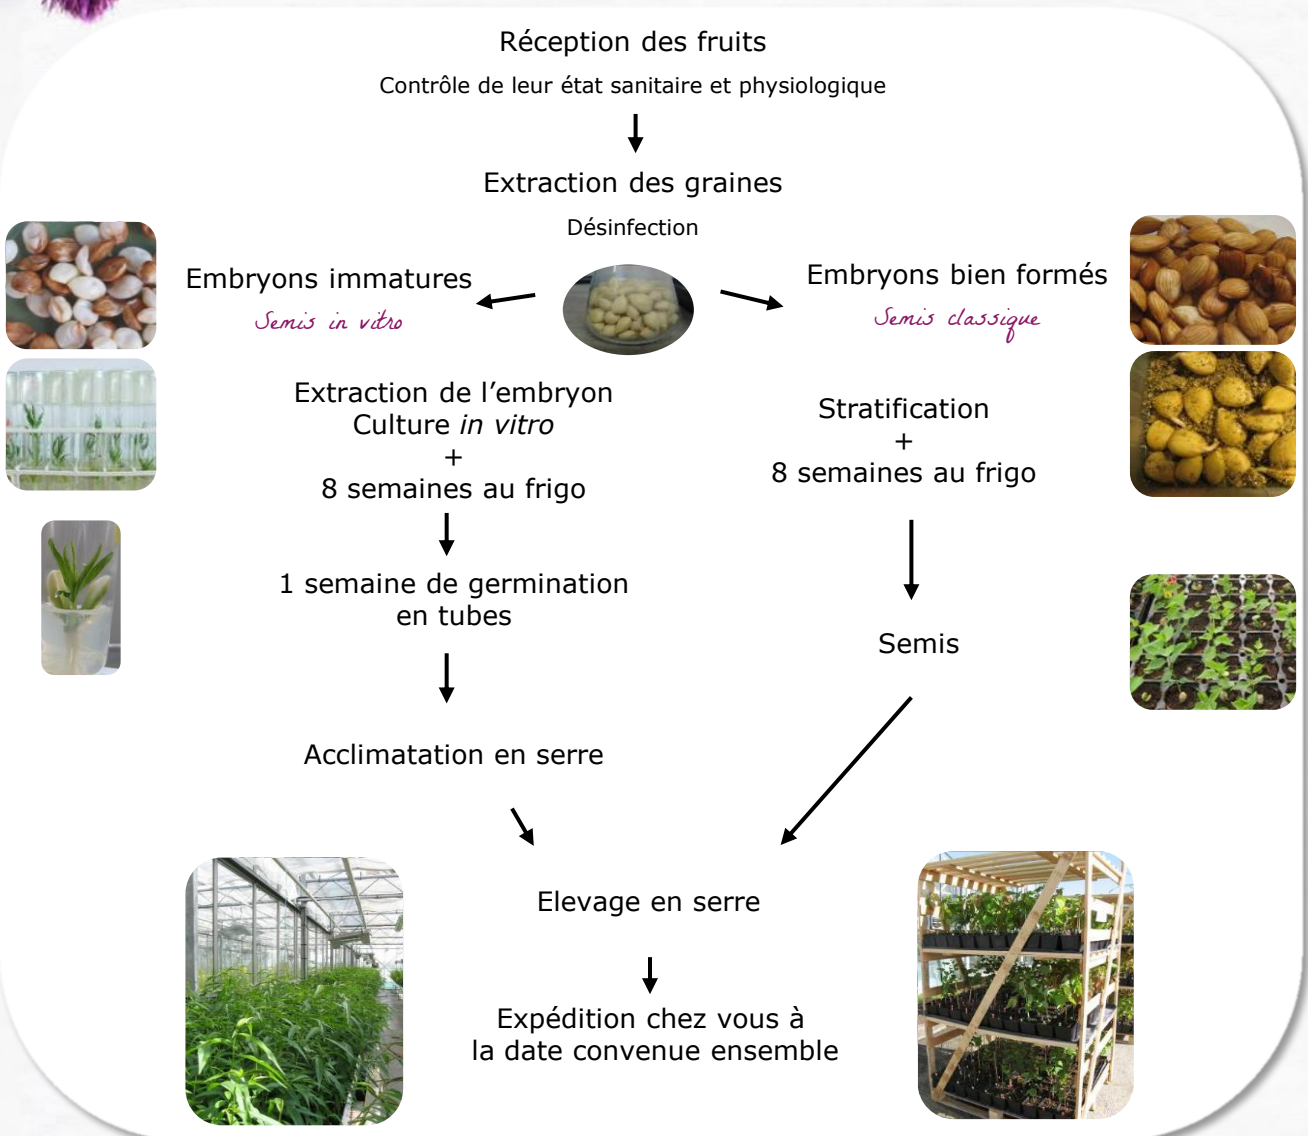 Réception des fruits
Contrôle de leur état sanitaire et physiologique
Extraction des graines
Désinfection
Embryons immatures
Semis in vitro
Embryons bien formés
Semis classique
Extraction de l’embryon
Culture in vitro
+
8 semaines au frigo
Stratification
+
8 semaines au frigo
1 semaine de germination
en tubes
Semis
Acclimatation en serre
Elevage en serre
Expédition chez vous à
la date convenue ensemble